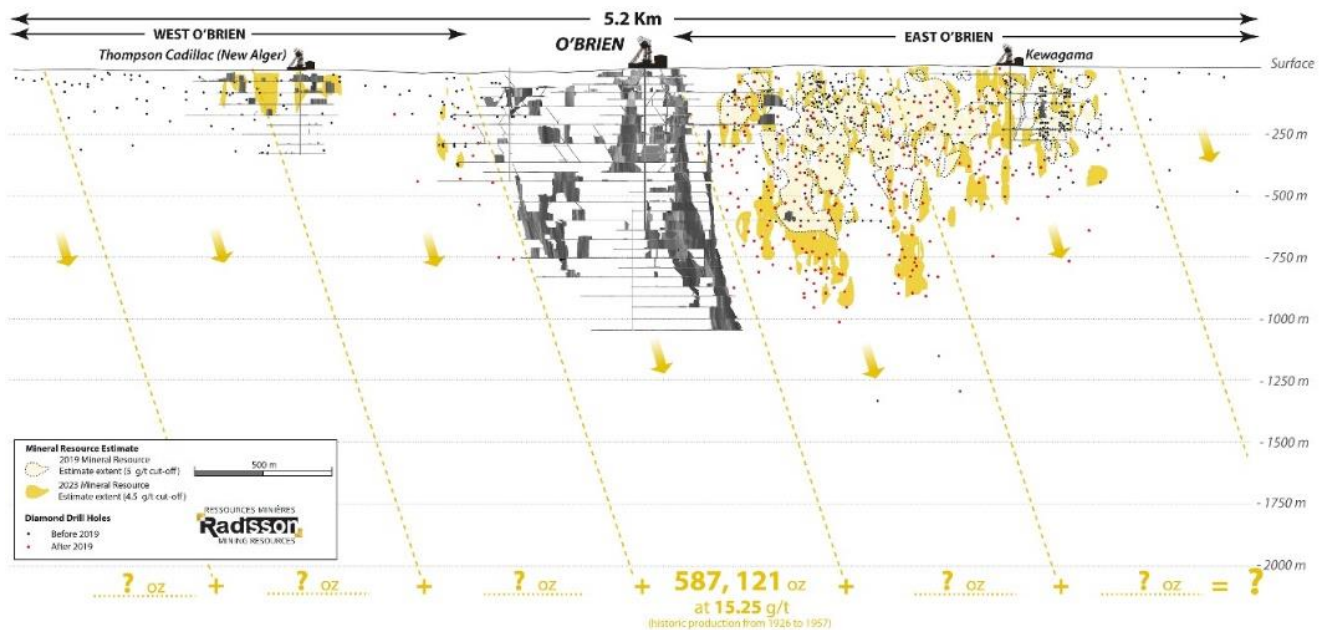 5.2 Km
WEST O'BRIEN
O'BRIEN
EAST O'BRIEN
Thompson Cadillac (New Alger)
Kewagama
Surface
-250 m
-500 m
-750 m
-1000 m
-1250 m
-1500 m
-1750 m
-2000 m
Mineral Resource Estimate
2019 Mineral Resource
Estimate extent (5 g/t cut-off)
500 m
2023 Mineral Resource
Estimate extent (4.5 g/t cut-off)
Diamond Drill Holes
Before 2019
After 2019
RESSOURCES MINIÈRES
Radisson
MINING RESOURCES
? oz + ? oz + ? oz + 587, 121 oz + ? oz + ? oz = ?
at 15.25 g/t
(historic production from 1926 to 1957)